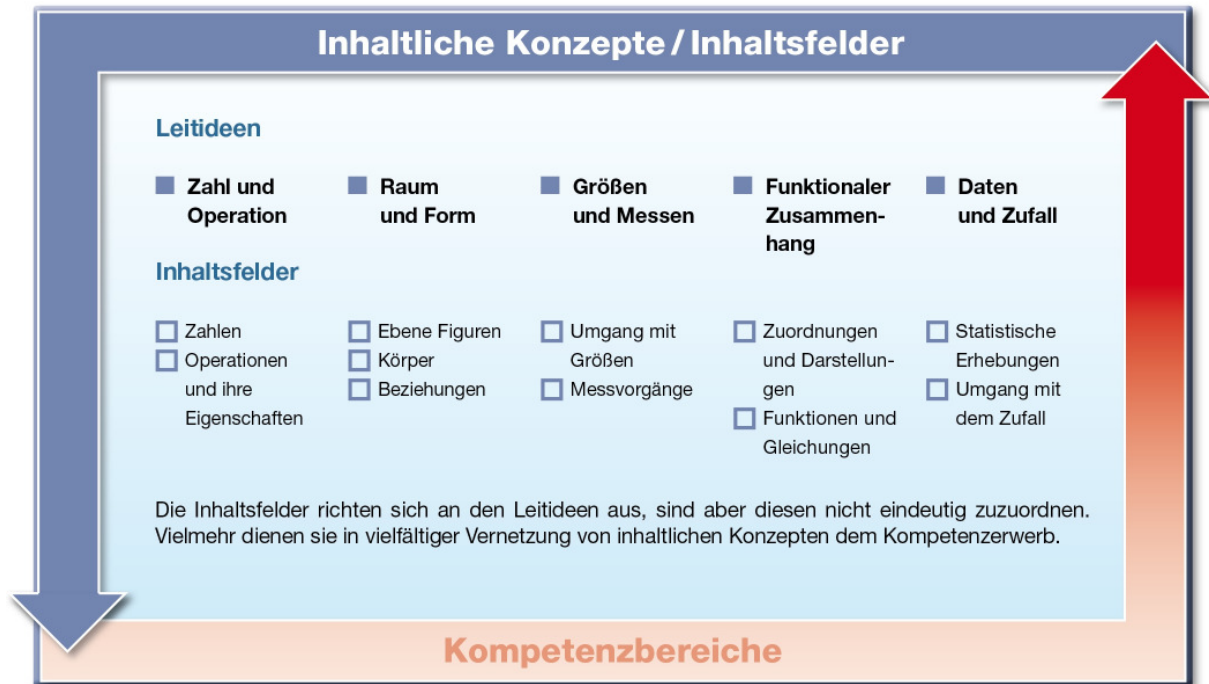 Inhaltliche Konzepte / Inhaltsfelder
Leitideen
Zahl und
Operation
Raum
und Form
Größen
und Messen
Funktionaler
Zusammen-
hang
Daten
und Zufall
Inhaltsfelder
Zahlen
Operationen
und ihre
Eigenschaften
Ebene Figuren
Körper
Beziehungen
Umgang mit
Größen
Messvorgänge
Zuordnungen
und Darstellun-
gen
Funktionen und
Gleichungen
Statistische
Erhebungen
Umgang mit
dem Zufall
Die Inhaltsfelder richten sich an den Leitideen aus, sind aber diesen nicht eindeutig zuzuordnen.
Vielmehr dienen sie in vielfältiger Vernetzung von inhaltlichen Konzepten dem Kompetenzerwerb.
Kompetenzbereiche